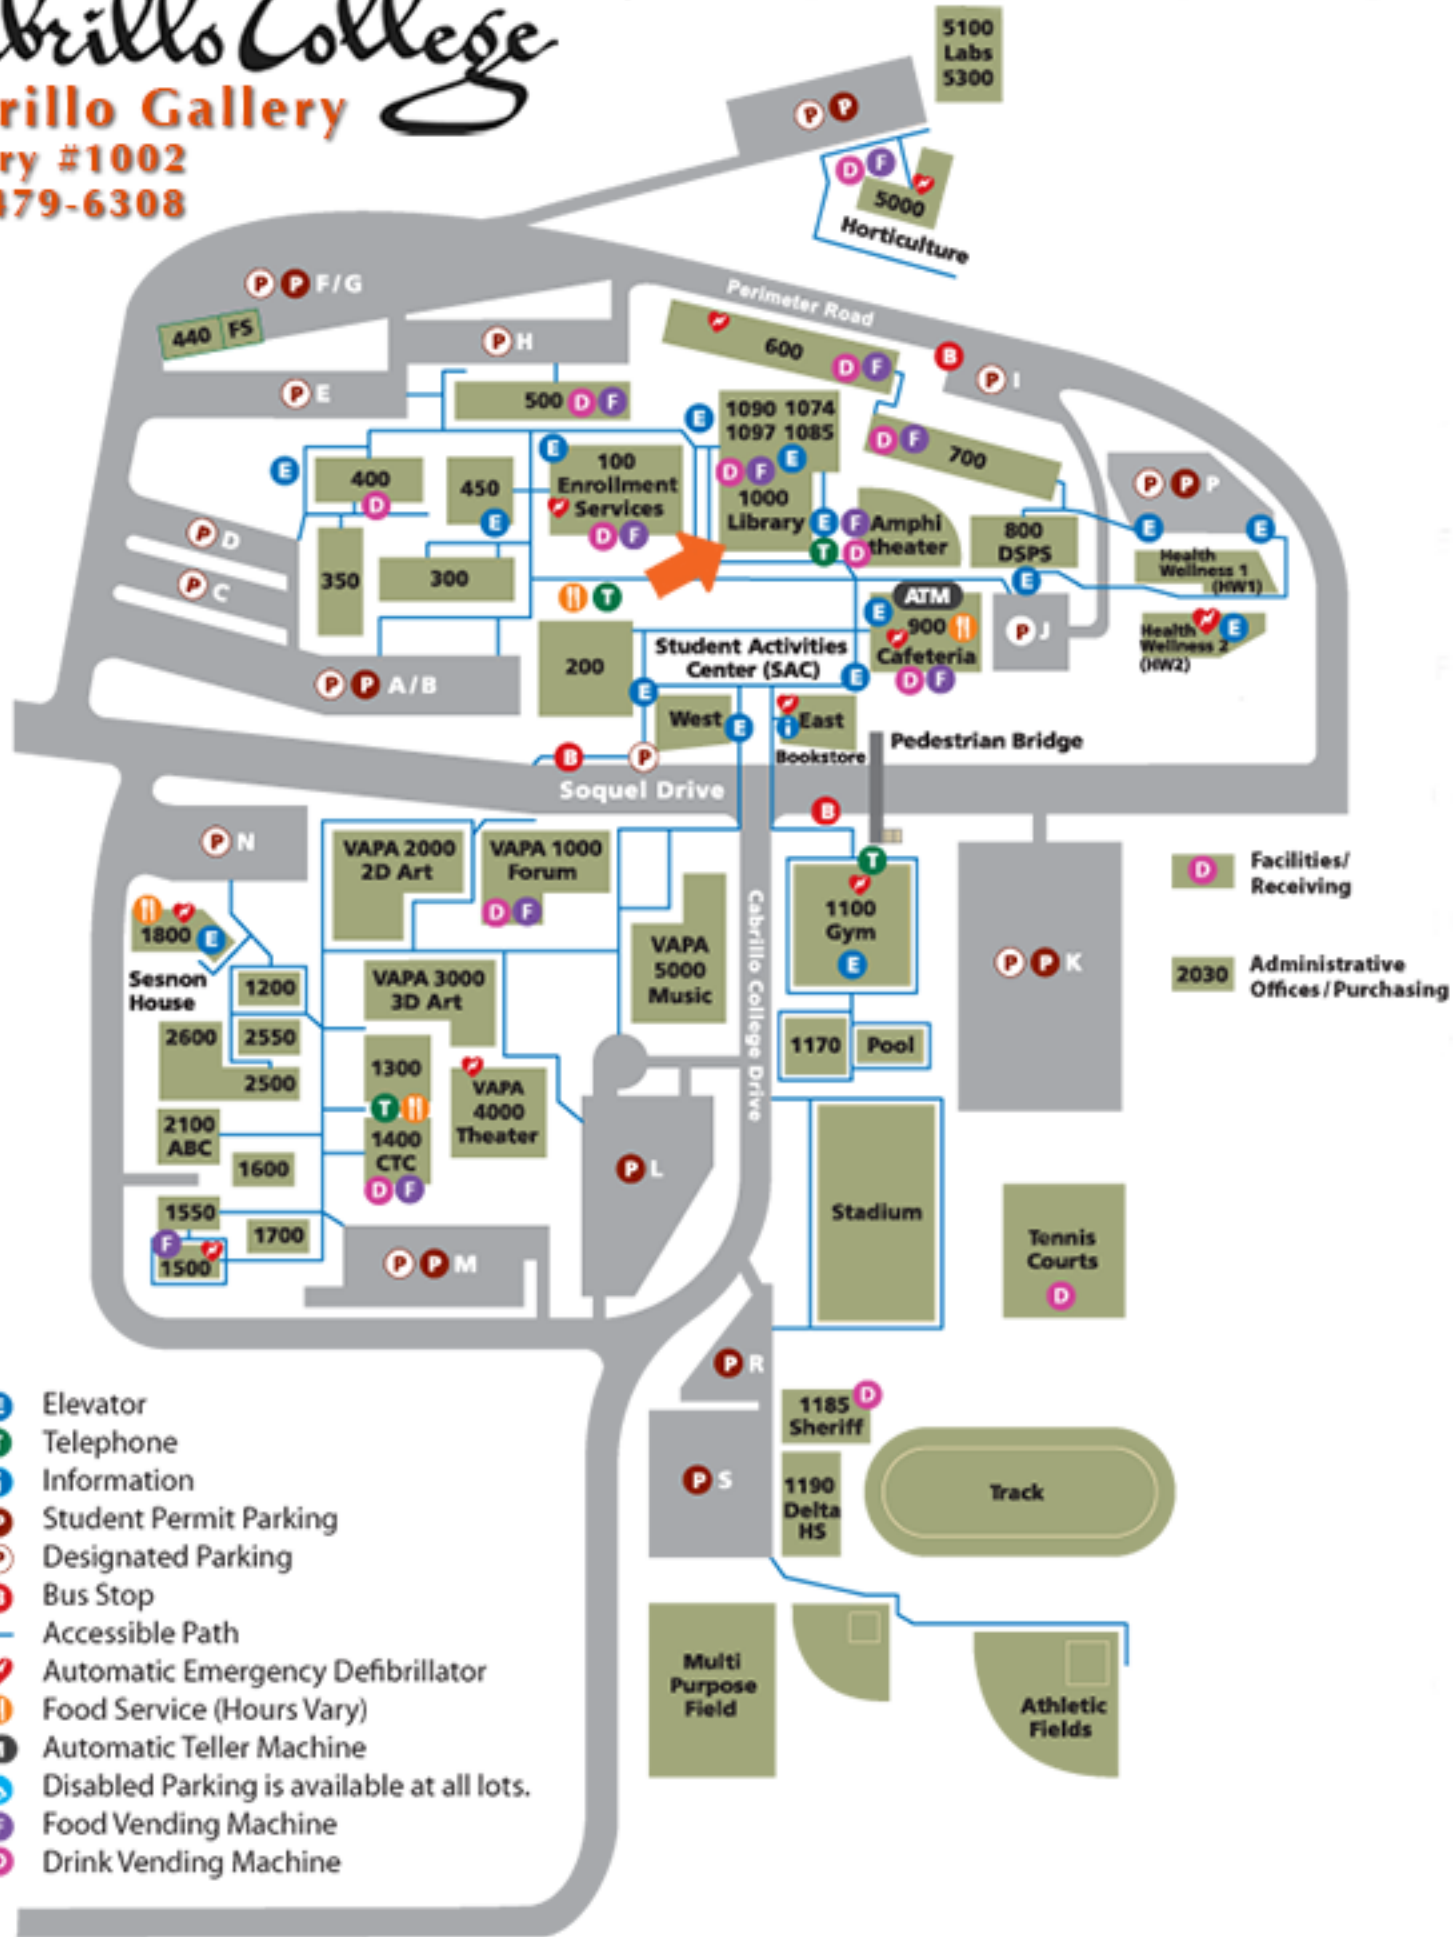 brillo College
rillo Gallery
ry #1002
479-6308
5100
Labs
5300
P P
D F
5000
Horticulture
P P F/G
440 FS
Perimeter Road
P H
600
D F
B
P I
P E
500 D F
E
1090 1074
1097 1085
D F E
1000
Library
D F
700
P P P
E
400
D
450
E
E
100
Enrollment
Services
D F
E F
T D
Amphi
theater
800
DSPS
E
E E
Health
Wellness 1
(HW1)
P D
P C
350
300
T
ATM
E
900
Cafeteria
D F
P J
Health
Wellness 2
(HW2)
E
200
Student Activities
Center (SAC)
E
E
P P A/B
West
E
i East
Bookstore
Pedestrian Bridge
B
P
Soquel Drive
B
P N
VAPA 2000
2D Art
VAPA 1000
Forum
D F
T
1100
Gym
E
Facilities/
Receiving
D
2030
Administrative
Offices/Purchasing
1800 E
Sesnon
House
1200
VAPA 3000
3D Art
VAPA
5000
Music
Cabrillo College Drive
P P K
2600
2550
2500
1300
T
1400
CTC
D F
VAPA
4000
Theater
1170
Pool
2100
ABC
1600
P L
1550
1700
F
1500
P P M
Stadium
Tennis
Courts
D
P R
1185
Sheriff
D
P S
1190
Delta
HS
Track
Multi
Purpose
Field
Athletic
Fields
Elevator
Telephone
Information
Student Permit Parking
Designated Parking
Bus Stop
Accessible Path
Automatic Emergency Defibrillator
Food Service (Hours Vary)
Automatic Teller Machine
Disabled Parking is available at all lots.
Food Vending Machine
Drink Vending Machine